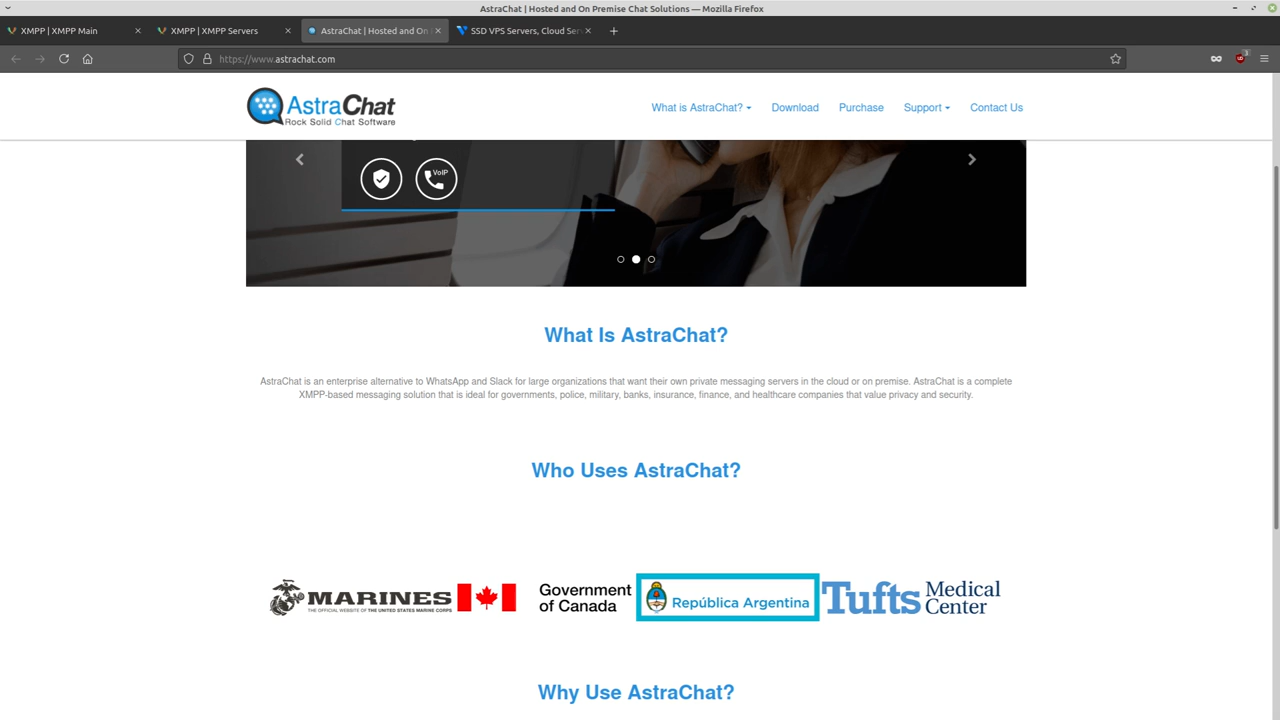 AstraChat | Hosted and On Premise Chat Solutions — Mozilla Firefox
XMPP | XMPP Main
XMPP | XMPP Servers
AstraChat | Hosted and On
SSD VPS Servers, Cloud Ser
https://www.astrachat.com
3
AstraChat
Rock Solid Chat Software
What is AstraChat?
Download
Purchase
Support
Contact Us
VoIP
What Is AstraChat?
AstraChat is an enterprise alternative to WhatsApp and Slack for large organizations that want their own private messaging servers in the cloud or on premise. AstraChat is a complete
XMPP-based messaging solution that is ideal for governments, police, military, banks, insurance, finance, and healthcare companies that value privacy and security.
Who Uses AstraChat?
MARINES
THE OFFICIAL WEBSITE OF THE UNITED STATES MARINE CORPS
Government
of Canada
República Argentina
Tufts Medical
Center
Why Use AstraChat?